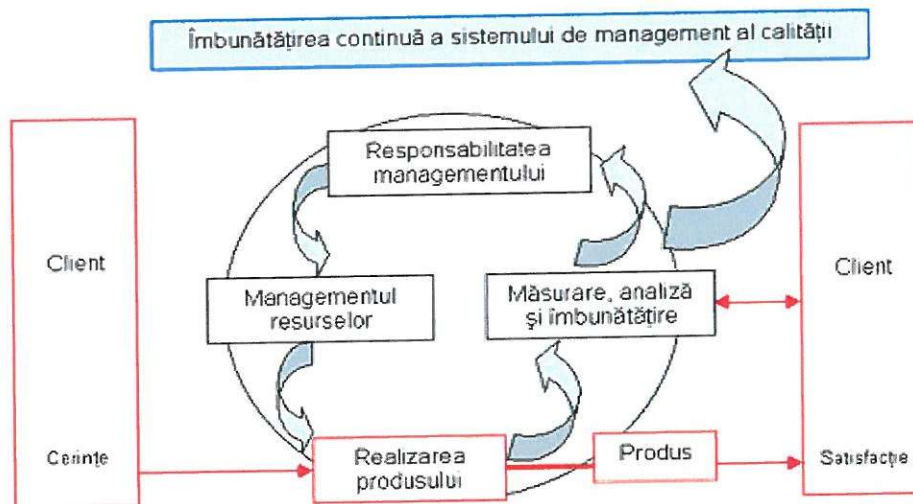 Îmbunătățirea continuă a sistemului de management al calității
Responsabilitatea
managementului
Client
Managementul
resurselor
Măsurare, analiză
şi îmbunătățire
Client
Cerințe
Realizarea
produsului
Produs
Satisfacție